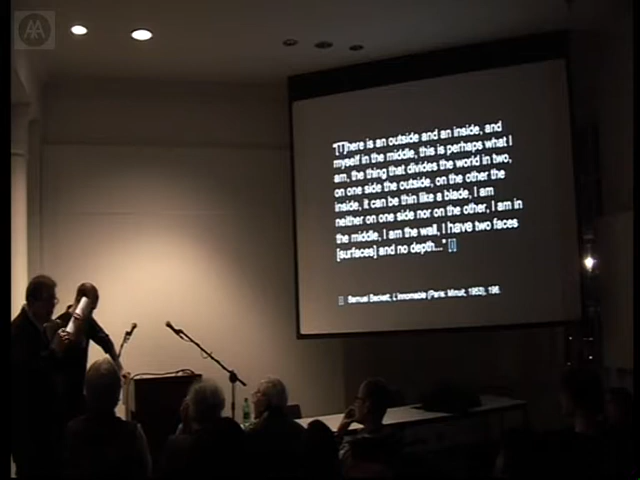 AA
"[T]here is an outside and an inside, and
myself in the middle, this is perhaps what I
am, the thing that divides the world in two,
on one side the outside, on the other the
inside, it can be thin like a blade, I am
neither on one side nor on the other, I am in
the middle, I am the wall, I have two faces
[surfaces] and no depth..." [i]
[i] Samuel Beckett, L'Innomable (Paris: Minuit, 1953), 196.